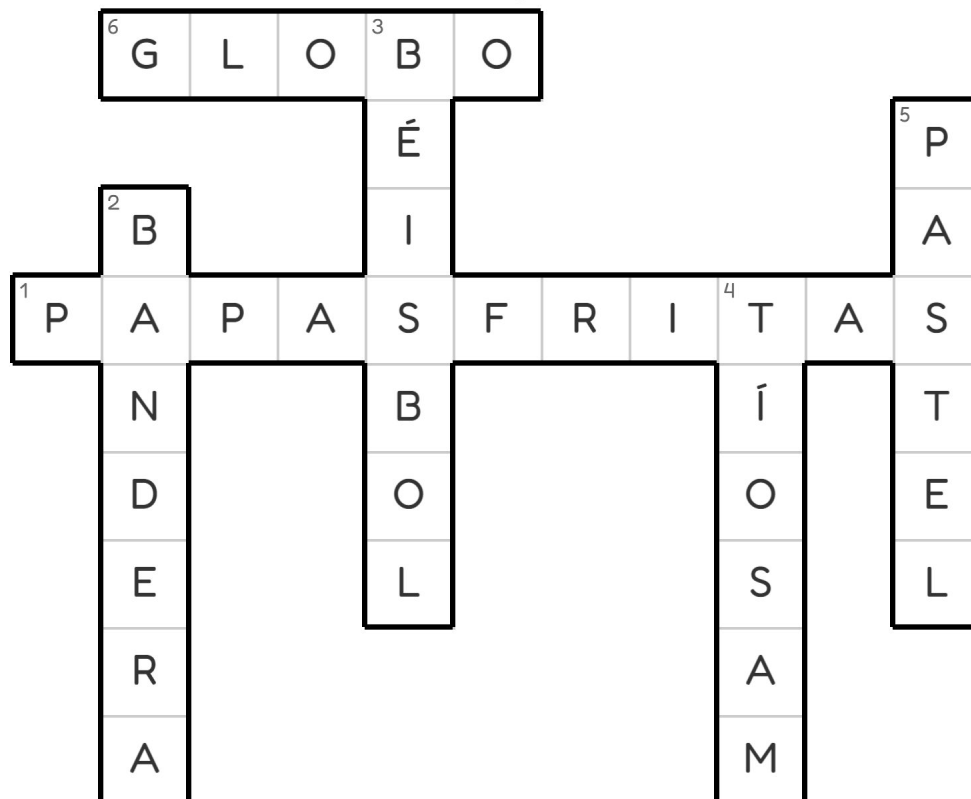 6 GLOBO
1 PAPASFRITAS
2 BANDERA
3 BÉISBOL
4 TÍOSAM
5 PASTEL